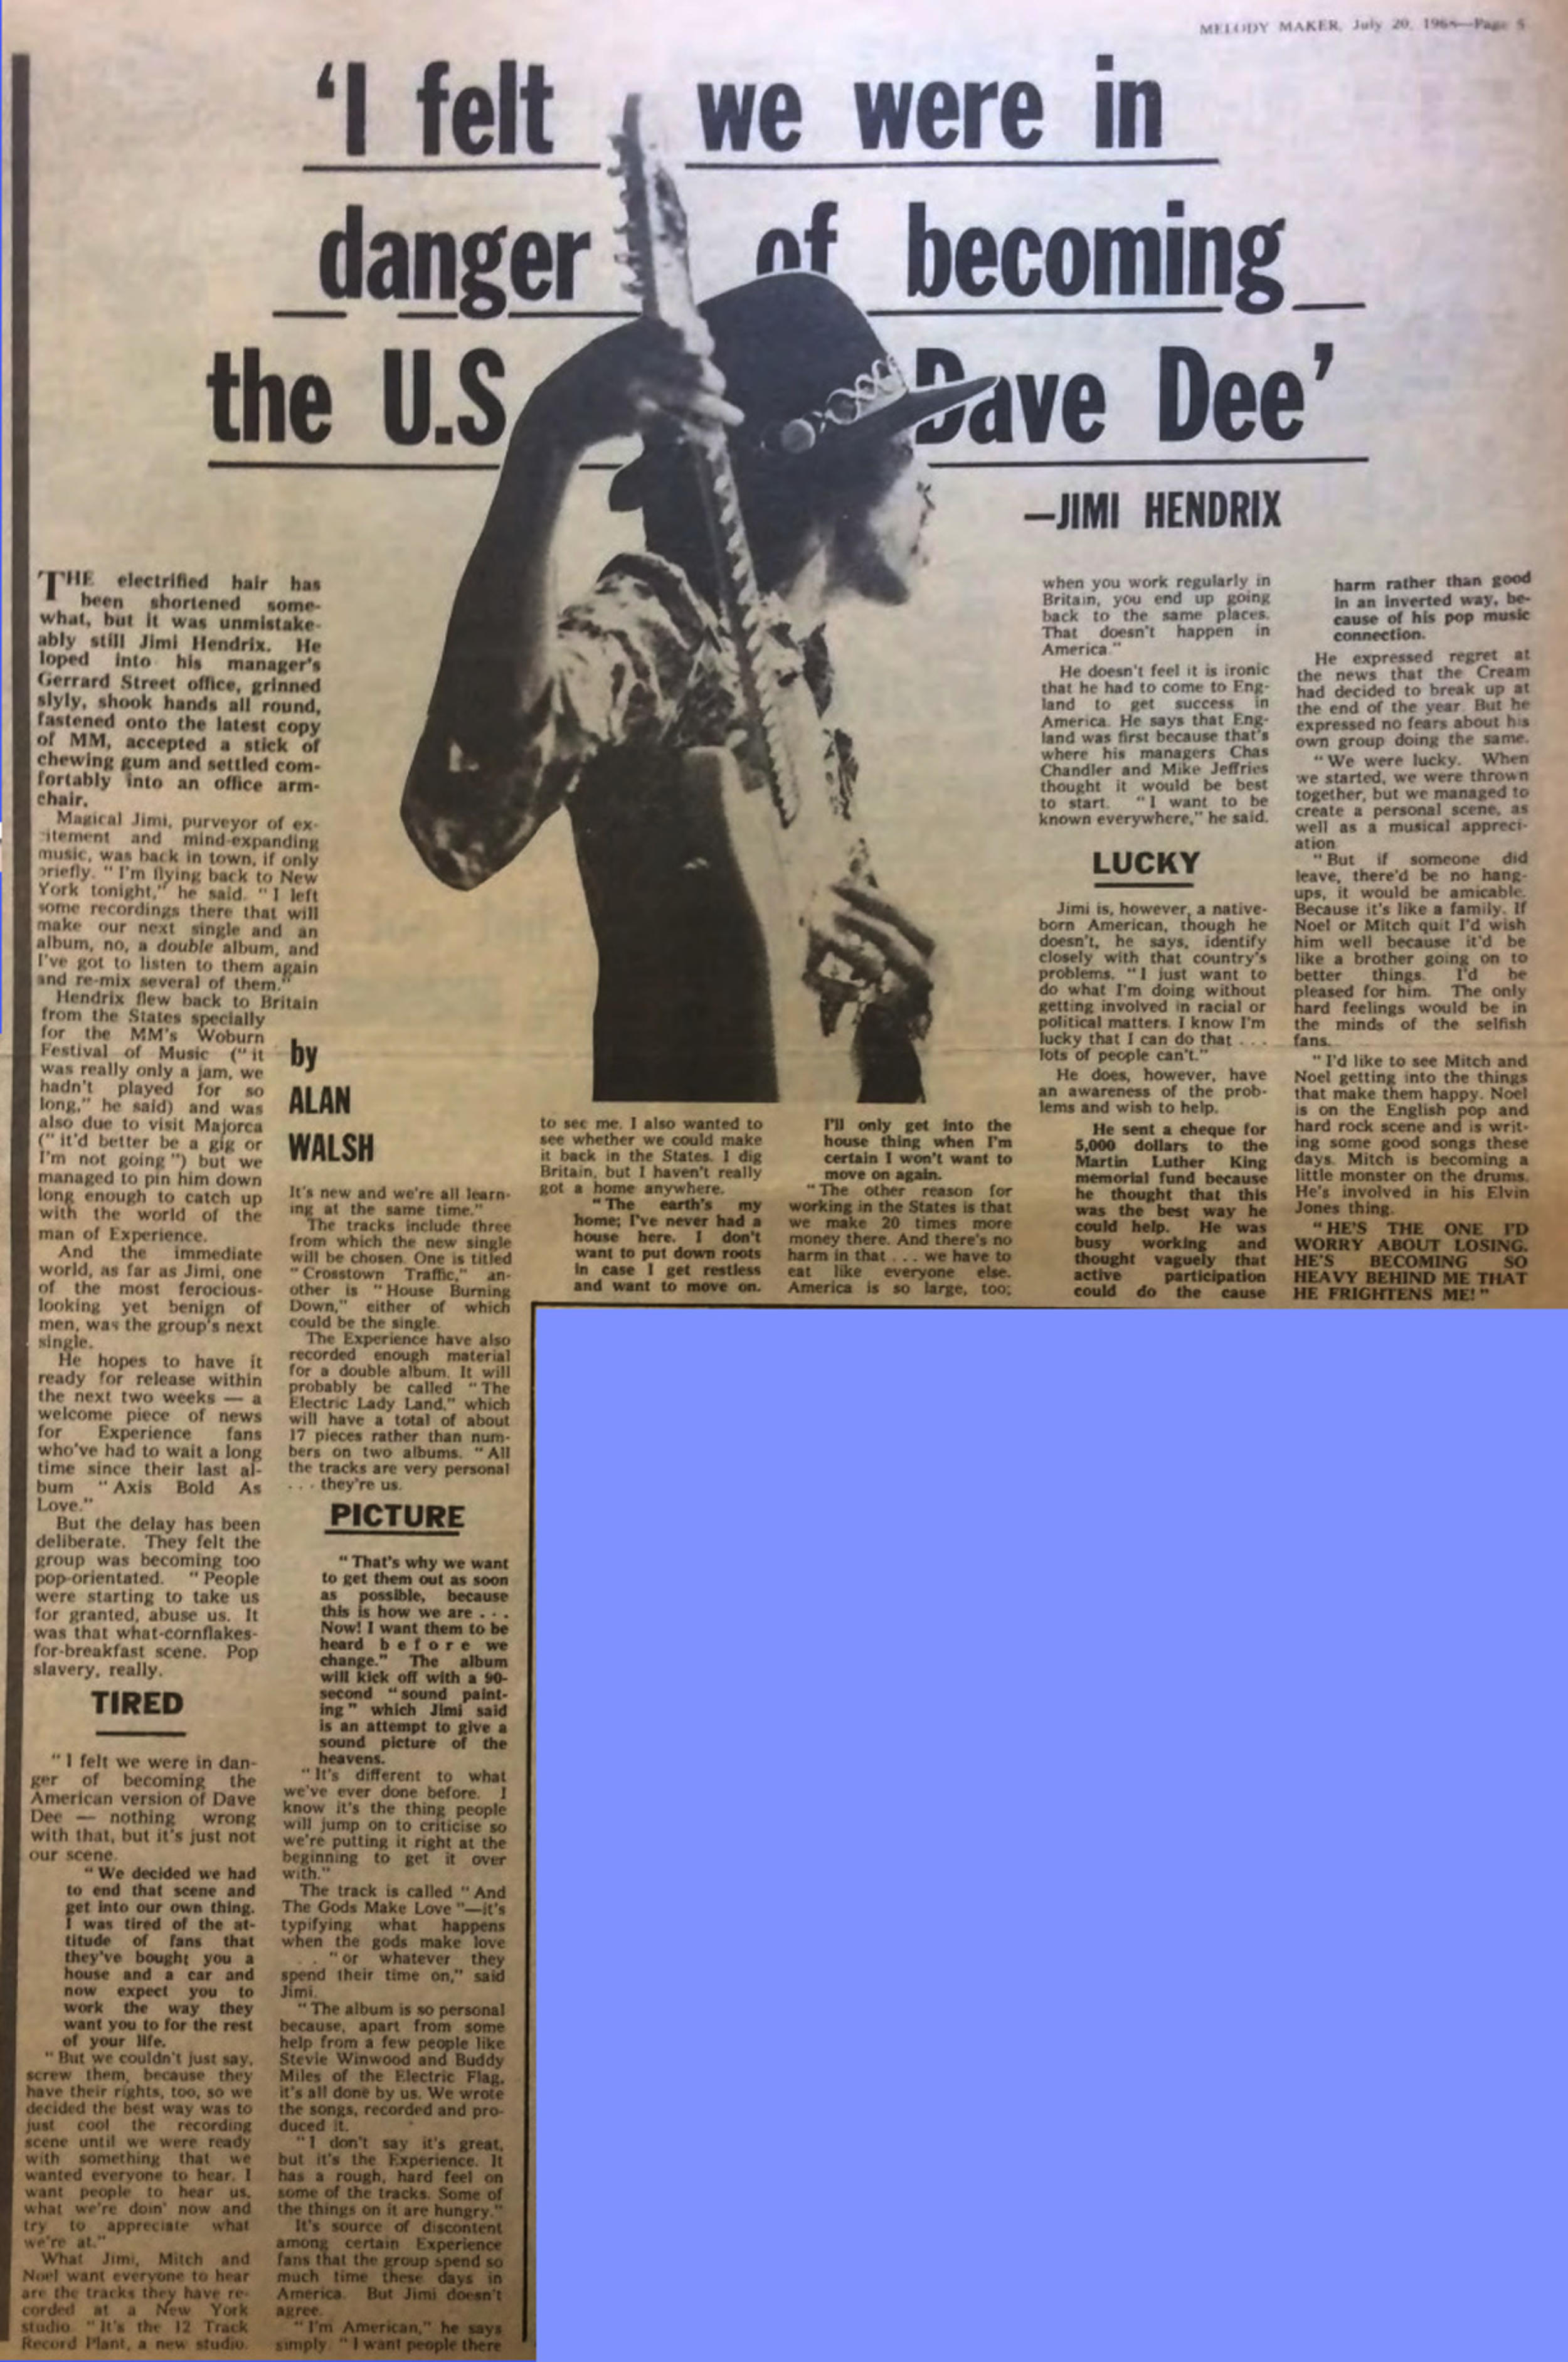 MELODY MAKER, July 20, 1968—Page 5
'I felt we were in
danger of becoming
the U.S Dave Dee'
—JIMI HENDRIX
THE electrified hair has
been shortened some-
what, but it was unmistake-
ably still Jimi Hendrix. He
loped into his manager's
Gerrard Street office, grinned
slyly, shook hands all round,
fastened onto the latest copy
of MM, accepted a stick of
chewing gum and settled com-
fortably into an office arm-
chair.
Magical Jimi, purveyor of ex-
citement and mind-expanding
music, was back in town, if only
briefly. "I'm flying back to New
York tonight," he said. "I left
some recordings there that will
make our next single and an
album, no, a double album, and
I've got to listen to them again
and re-mix several of them."
Hendrix flew back to Britain
from the States specially
for the MM's Woburn
Festival of Music ("it
was really only a jam, we
hadn't played for so
long," he said) and was
also due to visit Majorca
("it'd better be a gig or
I'm not going") but we
managed to pin him down
long enough to catch up
with the world of the
man of Experience.
And the immediate
world, as far as Jimi, one
of the most ferocious-
looking yet benign of
men, was the group's next
single.
He hopes to have it
ready for release within
the next two weeks — a
welcome piece of news
for Experience fans
who've had to wait a long
time since their last al-
bum "Axis Bold As
Love."
But the delay has been
deliberate. They felt the
group was becoming too
pop-orientated. "People
were starting to take us
for granted, abuse us. It
was that what-cornflakes-
for-breakfast scene. Pop
slavery, really.
TIRED
"I felt we were in dan-
ger of becoming the
American version of Dave
Dee — nothing wrong
with that, but it's just not
our scene.
"We decided we had
to end that scene and
get into our own thing.
I was tired of the at-
titude of fans that
they've bought you a
house and a car and
now expect you to
work the way they
want you to for the rest
of your life.
"But we couldn't just say,
screw them, because they
have their rights, too, so we
decided the best way was to
just cool the recording
scene until we were ready
with something that we
wanted everyone to hear. I
want people to hear us,
what we're doin' now and
try to appreciate what
we're at."
What Jimi, Mitch and
Noel want everyone to hear
are the tracks they have re-
corded at a New York
studio. "It's the 12 Track
Record Plant, a new studio.
by
ALAN
WALSH
It's new and we're all learn-
ing at the same time."
The tracks include three
from which the new single
will be chosen. One is titled
"Crosstown Traffic," an-
other is "House Burning
Down," either of which
could be the single.
The Experience have also
recorded enough material
for a double album. It will
probably be called "The
Electric Lady Land," which
will have a total of about
17 pieces rather than num-
bers on two albums. "All
the tracks are very personal
. . . they're us.
PICTURE
"That's why we want
to get them out as soon
as possible, because
this is how we are . . .
Now! I want them to be
heard before we
change." The album
will kick off with a 90-
second "sound paint-
ing" which Jimi said
is an attempt to give a
sound picture of the
heavens.
"It's different to what
we've ever done before. I
know it's the thing people
will jump on to criticise so
we're putting it right at the
beginning to get it over
with."
The track is called "And
The Gods Make Love"—it's
typifying what happens
when the gods make love
. . "or whatever they
spend their time on," said
Jimi.
"The album is so personal
because, apart from some
help from a few people like
Stevie Winwood and Buddy
Miles of the Electric Flag,
it's all done by us. We wrote
the songs, recorded and pro-
duced it.
"I don't say it's great,
but it's the Experience. It
has a rough, hard feel on
some of the tracks. Some of
the things on it are hungry."
It's source of discontent
among certain Experience
fans that the group spend so
much time these days in
America. But Jimi doesn't
agree.
"I'm American," he says
simply. "I want people there
to see me. I also wanted to
see whether we could make
it back in the States. I dig
Britain, but I haven't really
got a home anywhere.
"The earth's my
home; I've never had a
house here. I don't
want to put down roots
in case I get restless
and want to move on.
I'll only get into the
house thing when I'm
certain I won't want to
move on again.
"The other reason for
working in the States is that
we make 20 times more
money there. And there's no
harm in that . . . we have to
eat like everyone else.
America is so large, too;
when you work regularly in
Britain, you end up going
back to the same places.
That doesn't happen in
America."
He doesn't feel it is ironic
that he had to come to Eng-
land to get success in
America. He says that Eng-
land was first because that's
where his managers Chas
Chandler and Mike Jeffries
thought it would be best
to start. "I want to be
known everywhere," he said.
LUCKY
Jimi is, however, a native-
born American, though he
doesn't, he says, identify
closely with that country's
problems. "I just want to
do what I'm doing without
getting involved in racial or
political matters. I know I'm
lucky that I can do that . . .
lots of people can't."
He does, however, have
an awareness of the prob-
lems and wish to help.
He sent a cheque for
5,000 dollars to the
Martin Luther King
memorial fund because
he thought that this
was the best way he
could help. He was
busy working and
thought vaguely that
active participation
could do the cause
harm rather than good
in an inverted way, be-
cause of his pop music
connection.
He expressed regret at
the news that the Cream
had decided to break up at
the end of the year. But he
expressed no fears about his
own group doing the same.
"We were lucky. When
we started, we were thrown
together, but we managed to
create a personal scene, as
well as a musical appreci-
ation
"But if someone did
leave, there'd be no hang-
ups, it would be amicable.
Because it's like a family. If
Noel or Mitch quit I'd wish
him well because it'd be
like a brother going on to
better things. I'd be
pleased for him. The only
hard feelings would be in
the minds of the selfish
fans.
"I'd like to see Mitch and
Noel getting into the things
that make them happy. Noel
is on the English pop and
hard rock scene and is writ-
ing some good songs these
days. Mitch is becoming a
little monster on the drums.
He's involved in his Elvin
Jones thing.
"HE'S THE ONE I'D
WORRY ABOUT LOSING.
HE'S BECOMING SO
HEAVY BEHIND ME THAT
HE FRIGHTENS ME!"